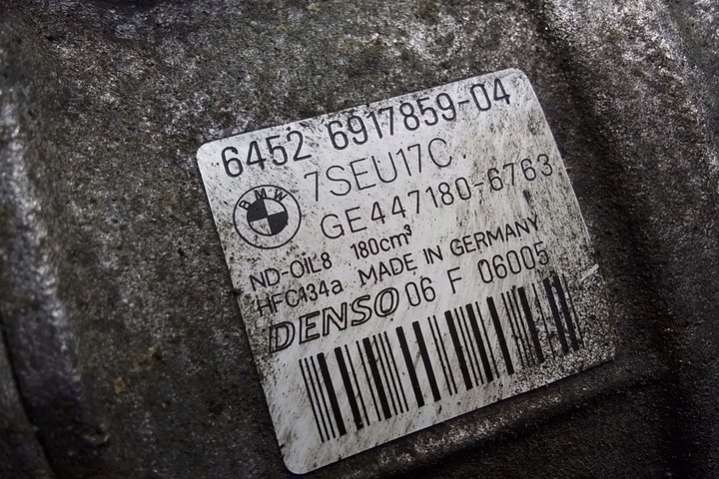 6452 6917859-04
7SEU17C
BMW
GE447180-6763
ND-OIL8 180cm³
HFC134a MADE IN GERMANY
DENSO 06 F 06005